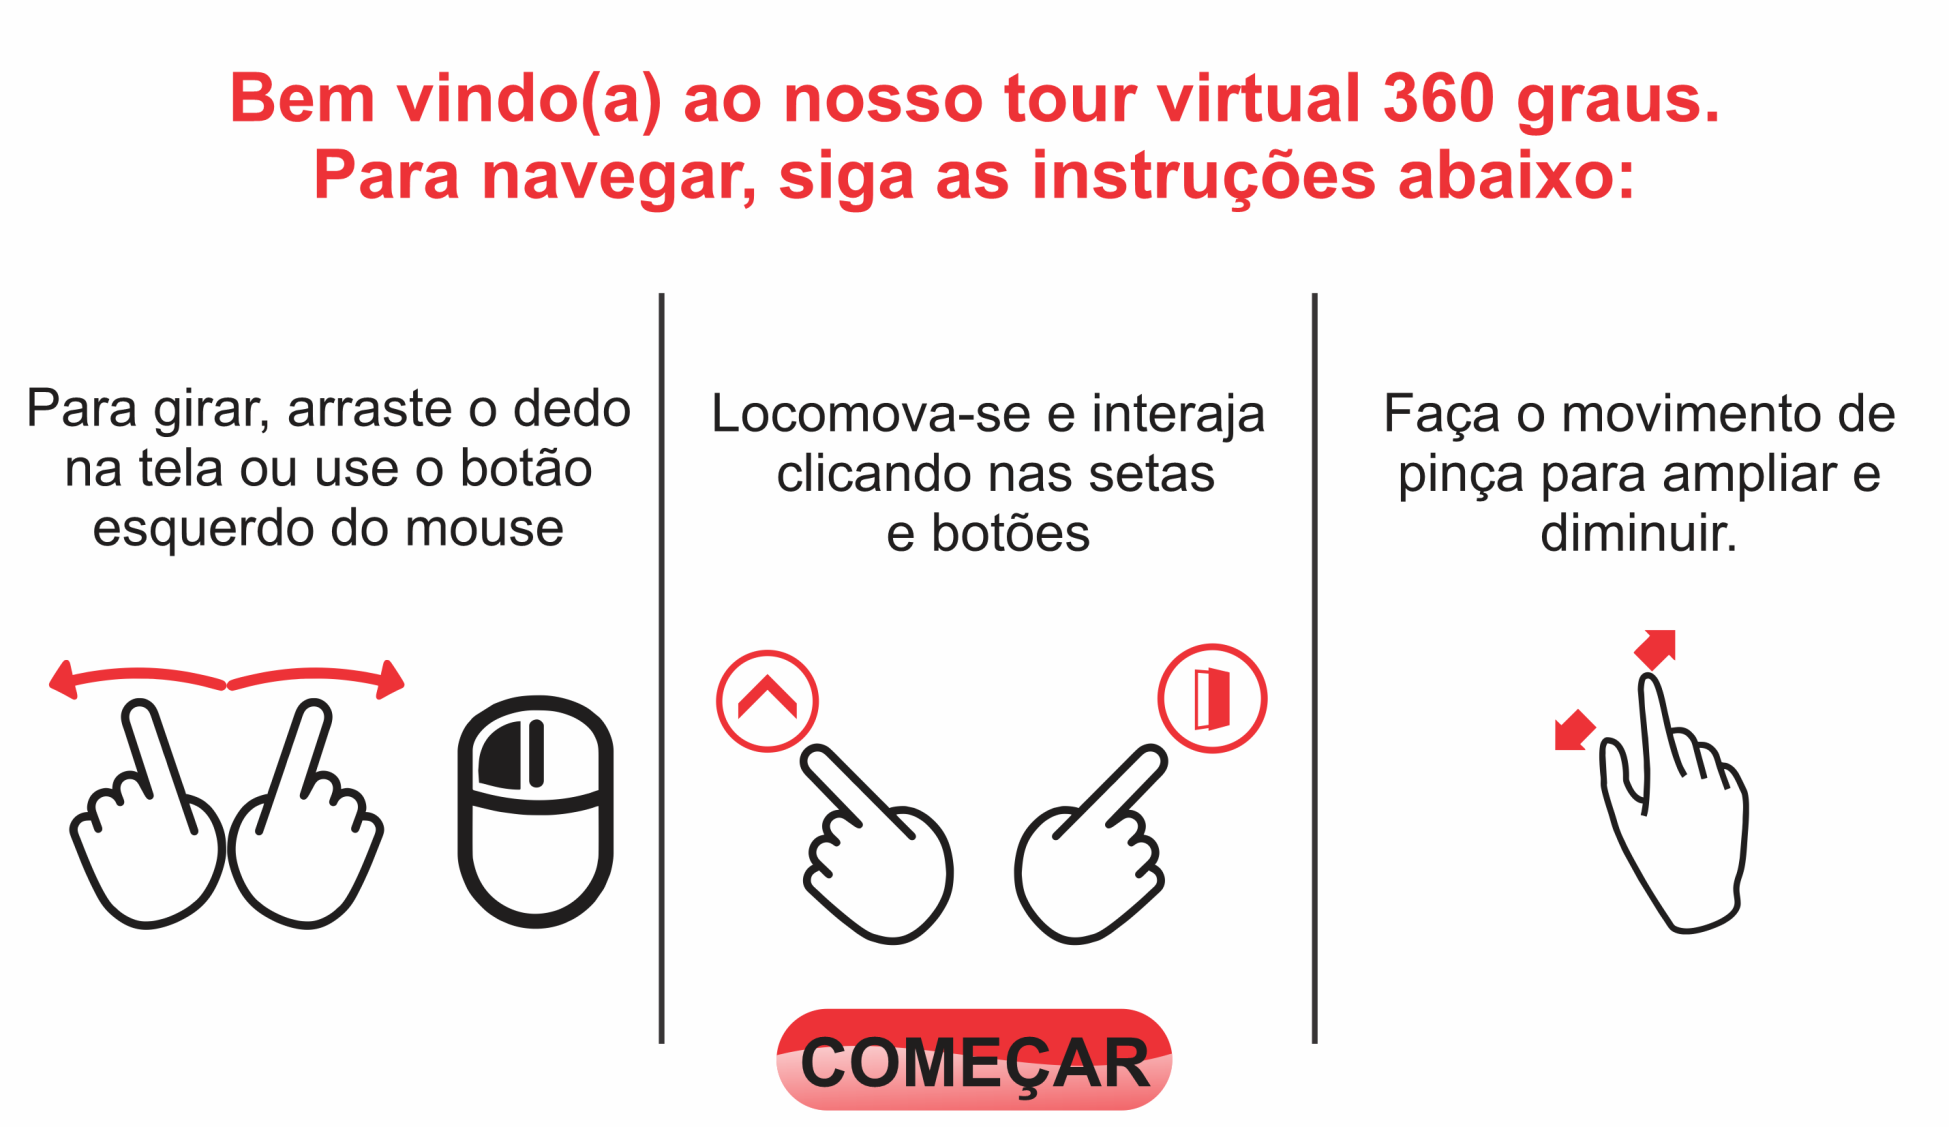 Bem vindo(a) ao nosso tour virtual 360 graus.
Para navegar, siga as instruções abaixo:
Para girar, arraste o dedo
na tela ou use o botão
esquerdo do mouse
Locomova-se e interaja
clicando nas setas
e botões
Faça o movimento de
pinça para ampliar e
diminuir.
COMEÇAR